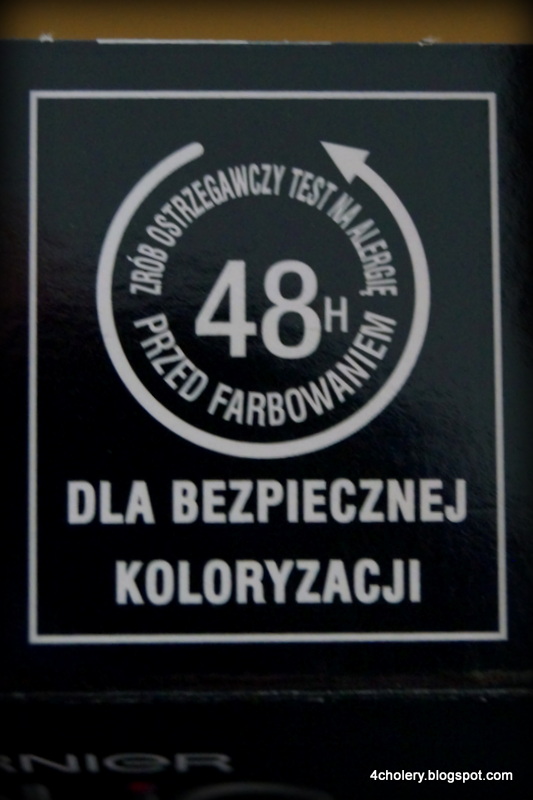 ZRÓB OSTRZEGAWCZY TEST NA ALERGIĘ
48H
PRZED FARBOWANIEM
DLA BEZPIECZNEJ
KOLORYZACJI
4cholery.blogspot.com